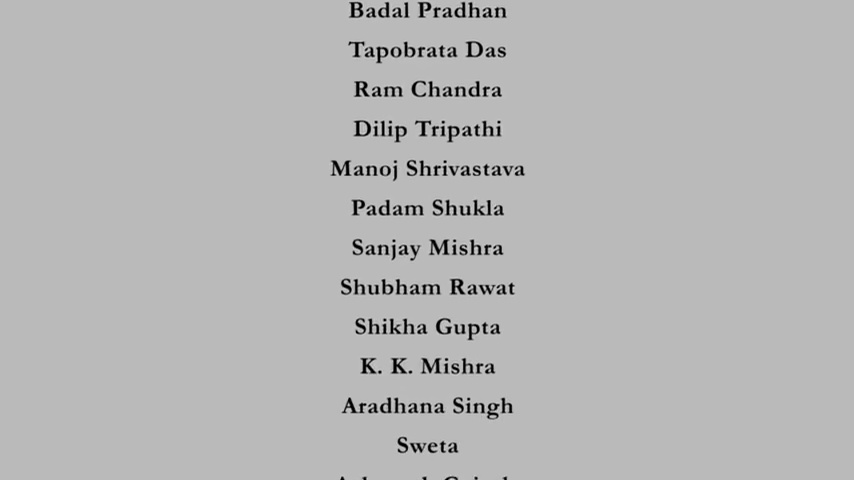 Badal Pradhan
Tapobrata Das
Ram Chandra
Dilip Tripathi
Manoj Shrivastava
Padam Shukla
Sanjay Mishra
Shubham Rawat
Shikha Gupta
K. K. Mishra
Aradhana Singh
Sweta